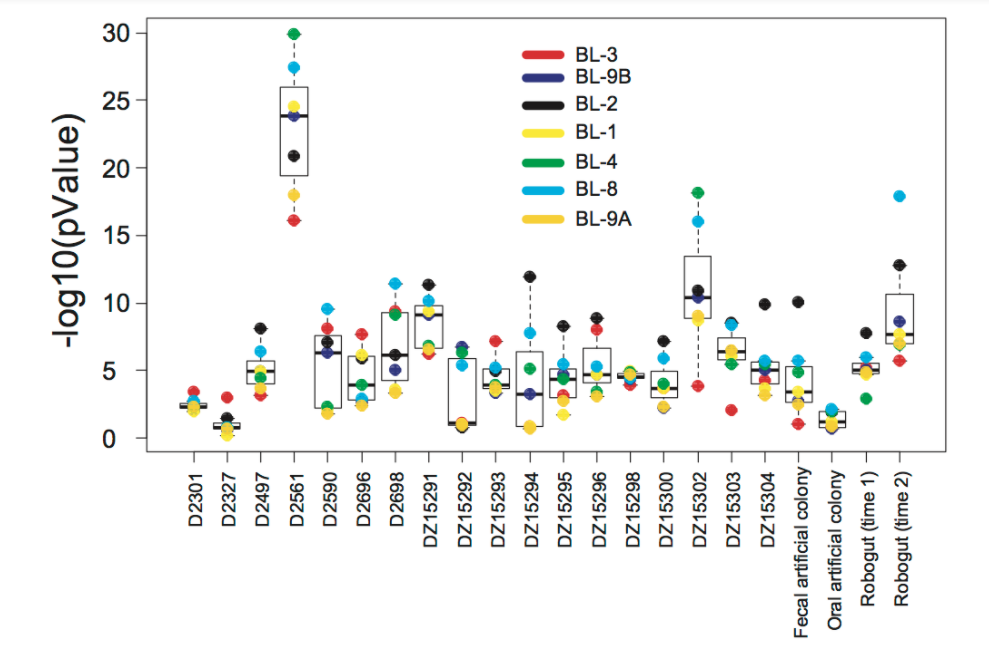 -log10(pValue)
30
25
20
15
10
5
0
BL-3
BL-9B
BL-2
BL-1
BL-4
BL-8
BL-9A
D2301
D2327
D2497
D2561
D2590
D2696
D2698
DZ15291
DZ15292
DZ15293
DZ15294
DZ15295
DZ15296
DZ15298
DZ15300
DZ15302
DZ15303
DZ15304
Fecal artificial colony
Oral artificial colony
Robogut (time 1)
Robogut (time 2)